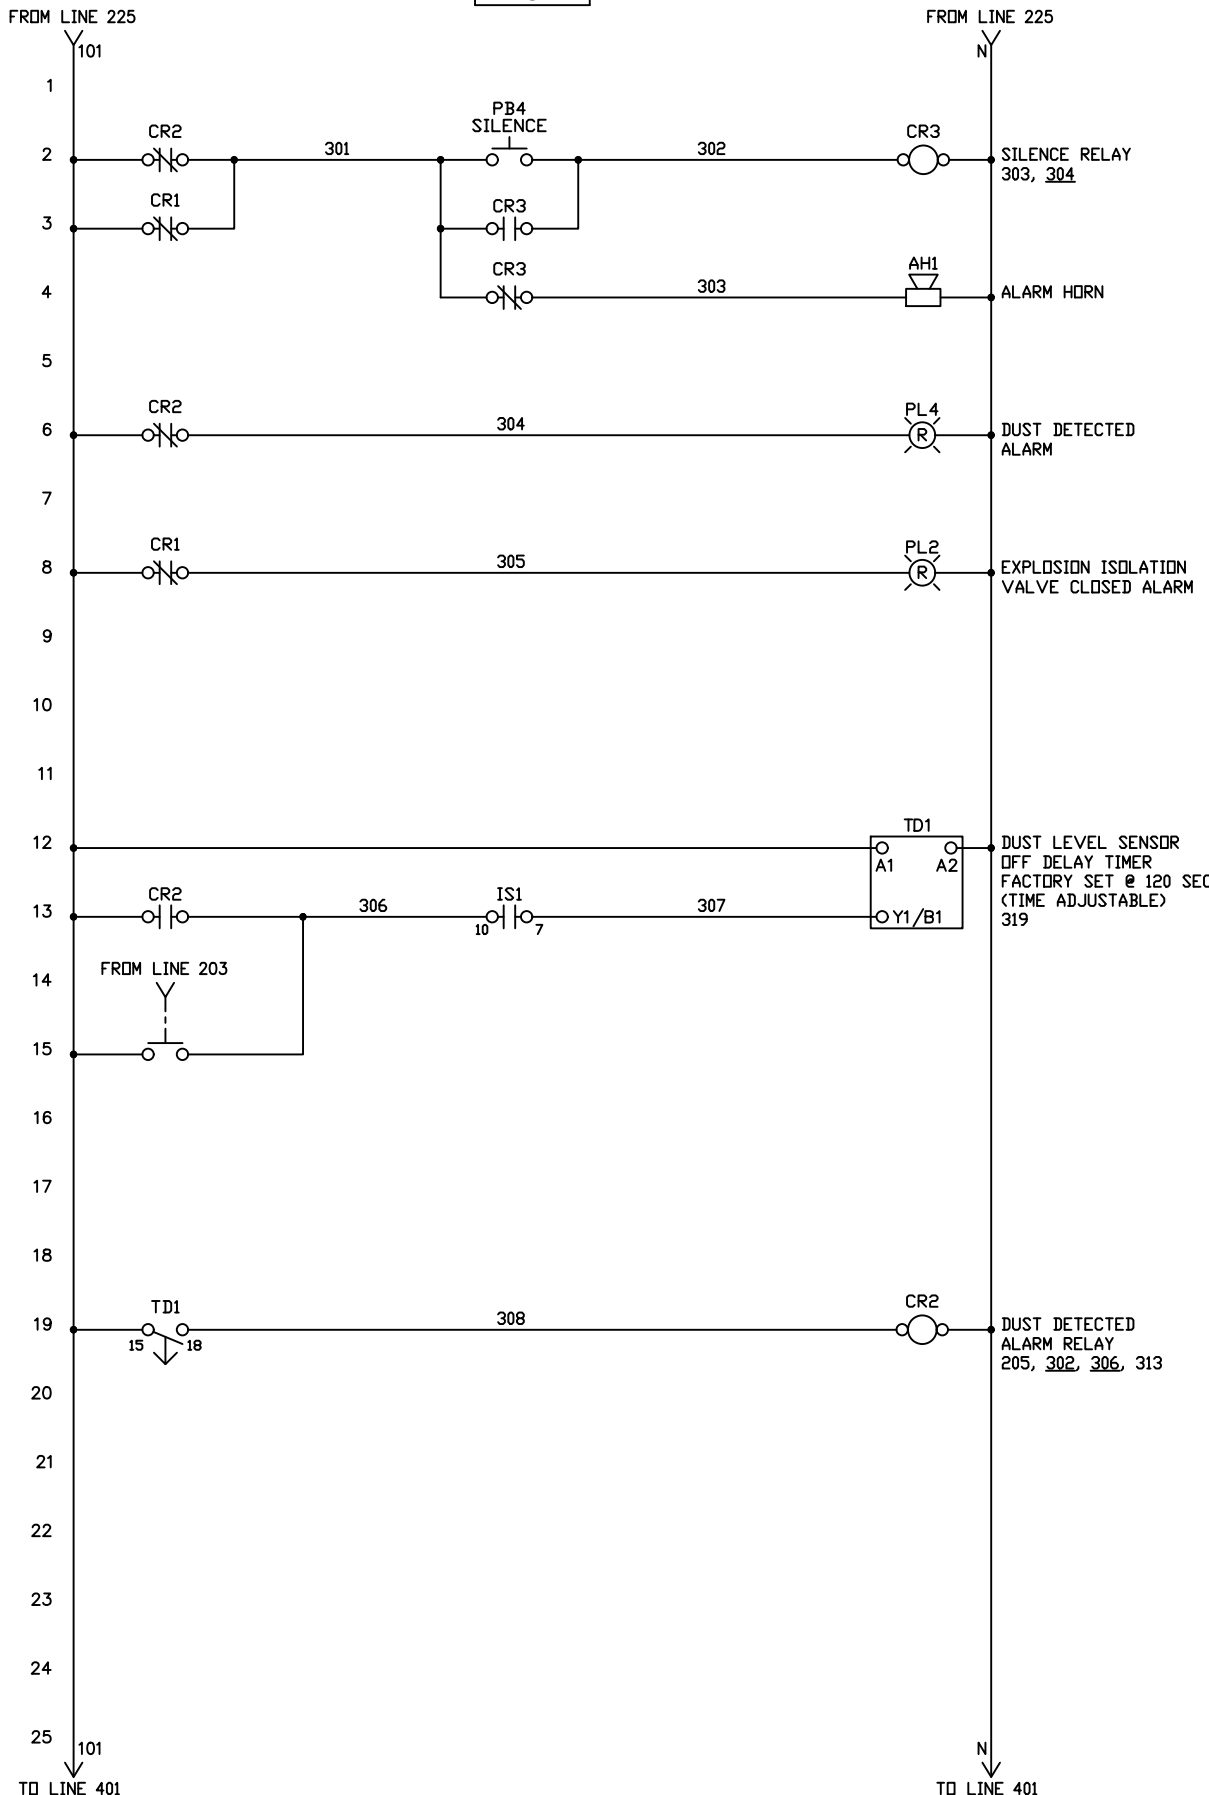 FROM LINE 225 FROM LINE 225
101 N
1
PB4
CR2 SILENCE CR3
2 301 302 SILENCE RELAY
303, 304
CR1 CR3
3
CR3 AH1
4 303 ALARM HORN
5
CR2 PL4
6 304 R DUST DETECTED
ALARM
7
CR1 PL2
8 305 R EXPLOSION ISOLATION
VALVE CLOSED ALARM
9
10
11
TD1
12 DUST LEVEL SENSOR
A1 A2 OFF DELAY TIMER
FACTORY SET @ 120 SEC
CR2 IS1 (TIME ADJUSTABLE)
13 306 307 Y1/B1 319
10 7
FROM LINE 203
14
15
16
17
18
TD1 CR2
19 308 DUST DETECTED
15 18 ALARM RELAY
205, 302, 306, 313
20
21
22
23
24
25 101 N
TO LINE 401 TO LINE 401